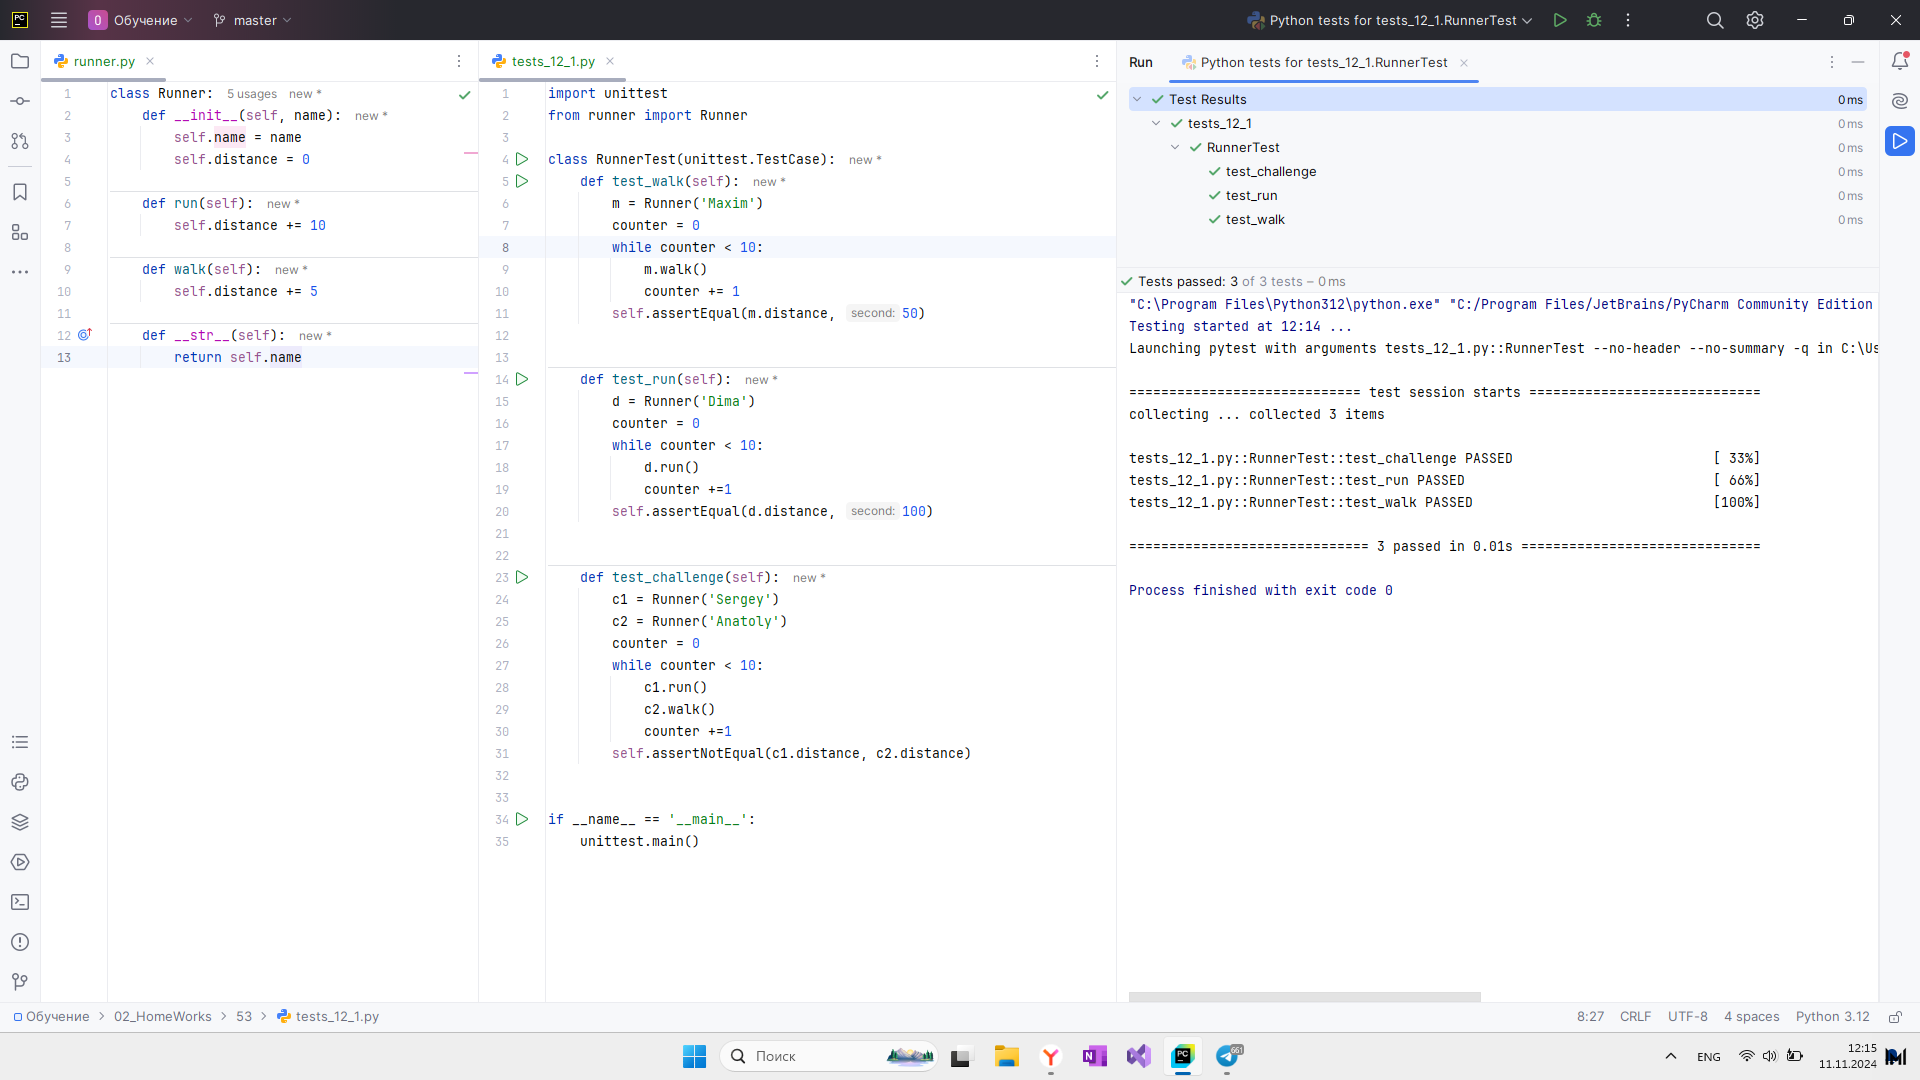 Обучение
master
Python tests for tests_12_1.RunnerTest
runner.py
1 class Runner: 5 usages new *
2 def __init__(self, name): new *
3 self.name = name
4 self.distance = 0
5
6 def run(self): new *
7 self.distance += 10
8
9 def walk(self): new *
10 self.distance += 5
11
12 def __str__(self): new *
13 return self.name
tests_12_1.py
1 import unittest
2 from runner import Runner
3
4 class RunnerTest(unittest.TestCase): new *
5 def test_walk(self): new *
6 m = Runner('Maxim')
7 counter = 0
8 while counter < 10:
9 m.walk()
10 counter += 1
11 self.assertEqual(m.distance, second: 50)
12
13
14 def test_run(self): new *
15 d = Runner('Dima')
16 counter = 0
17 while counter < 10:
18 d.run()
19 counter +=1
20 self.assertEqual(d.distance, second: 100)
21
22
23 def test_challenge(self): new *
24 c1 = Runner('Sergey')
25 c2 = Runner('Anatoly')
26 counter = 0
27 while counter < 10:
28 c1.run()
29 c2.walk()
30 counter +=1
31 self.assertNotEqual(c1.distance, c2.distance)
32
33
34 if __name__ == '__main__':
35 unittest.main()
Run Python tests for tests_12_1.RunnerTest
Test Results 0 ms
tests_12_1 0 ms
RunnerTest 0 ms
test_challenge 0 ms
test_run 0 ms
test_walk 0 ms
Tests passed: 3 of 3 tests – 0 ms
"C:\Program Files\Python312\python.exe" "C:/Program Files/JetBrains/PyCharm Community Edition
Testing started at 12:14 ...
Launching pytest with arguments tests_12_1.py::RunnerTest --no-header --no-summary -q in C:\Us
============================= test session starts =============================
collecting ... collected 3 items
tests_12_1.py::RunnerTest::test_challenge PASSED [ 33%]
tests_12_1.py::RunnerTest::test_run PASSED [ 66%]
tests_12_1.py::RunnerTest::test_walk PASSED [100%]
============================== 3 passed in 0.01s ==============================
Process finished with exit code 0
Обучение > 02_HomeWorks > 53 > tests_12_1.py
8:27 CRLF UTF-8 4 spaces Python 3.12
Поиск
661
ENG
12:15
11.11.2024